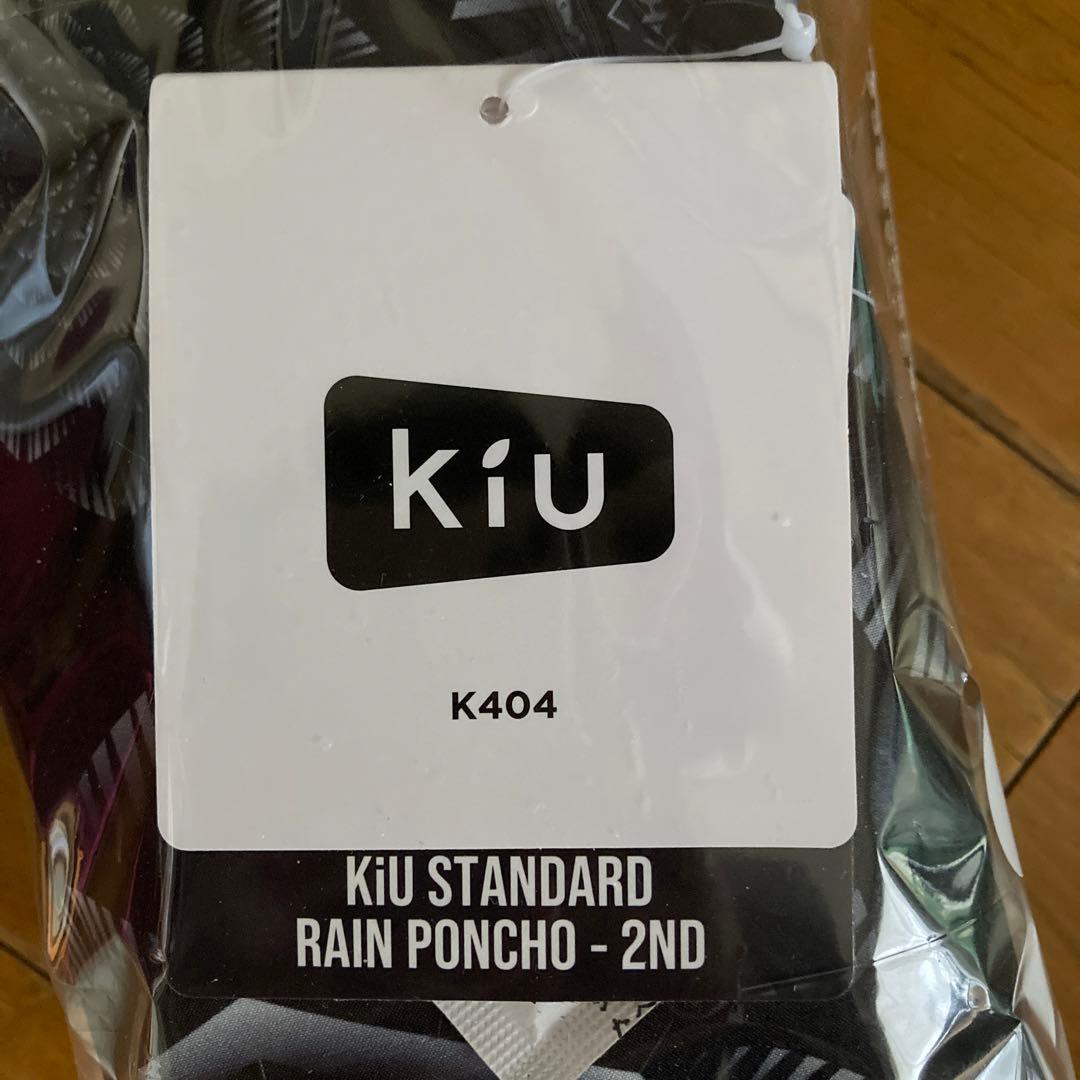 KiU
K404
KiU STANDARD
RAIN PONCHO - 2ND